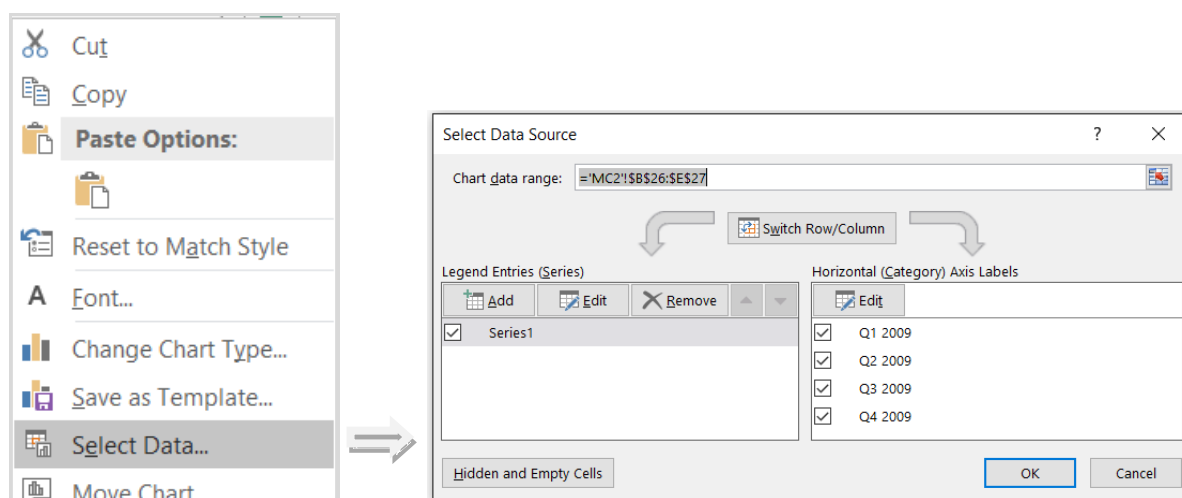 Cut
Copy
Paste Options:
Reset to Match Style
A Font...
Change Chart Type...
Save as Template...
Select Data...
Move Chart
Select Data Source ? ×
Chart data range: ='MC2'!$B$26:$E$27
Switch Row/Column
Legend Entries (Series)
Add Edit Remove
Series1
Horizontal (Category) Axis Labels
Edit
Q1 2009
Q2 2009
Q3 2009
Q4 2009
Hidden and Empty Cells
OK Cancel